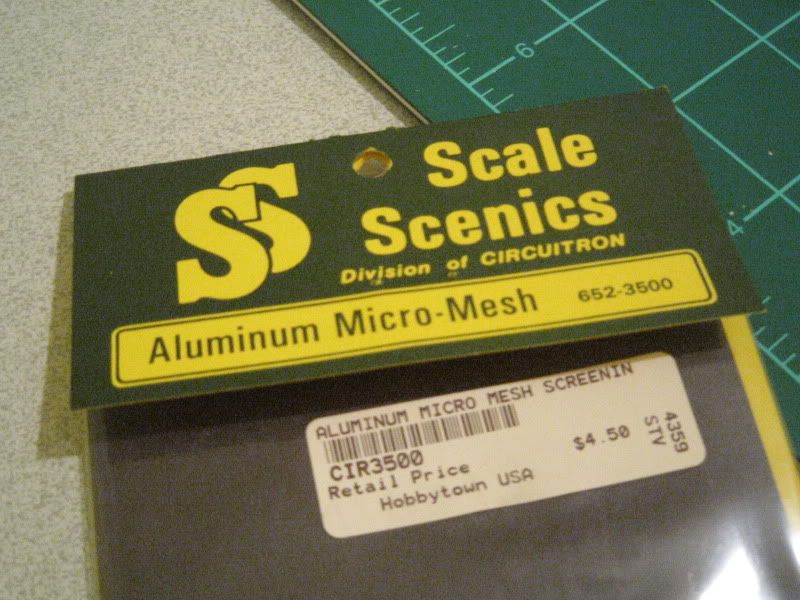 6
4
SS
Scale
Scenics
Division of CIRCUITRON
Aluminum Micro-Mesh 652-3500
ALUMINUM MICRO MESH SCREENIN
CIR3500
$4.50
Retail Price
Hobbytown USA
4359
STV